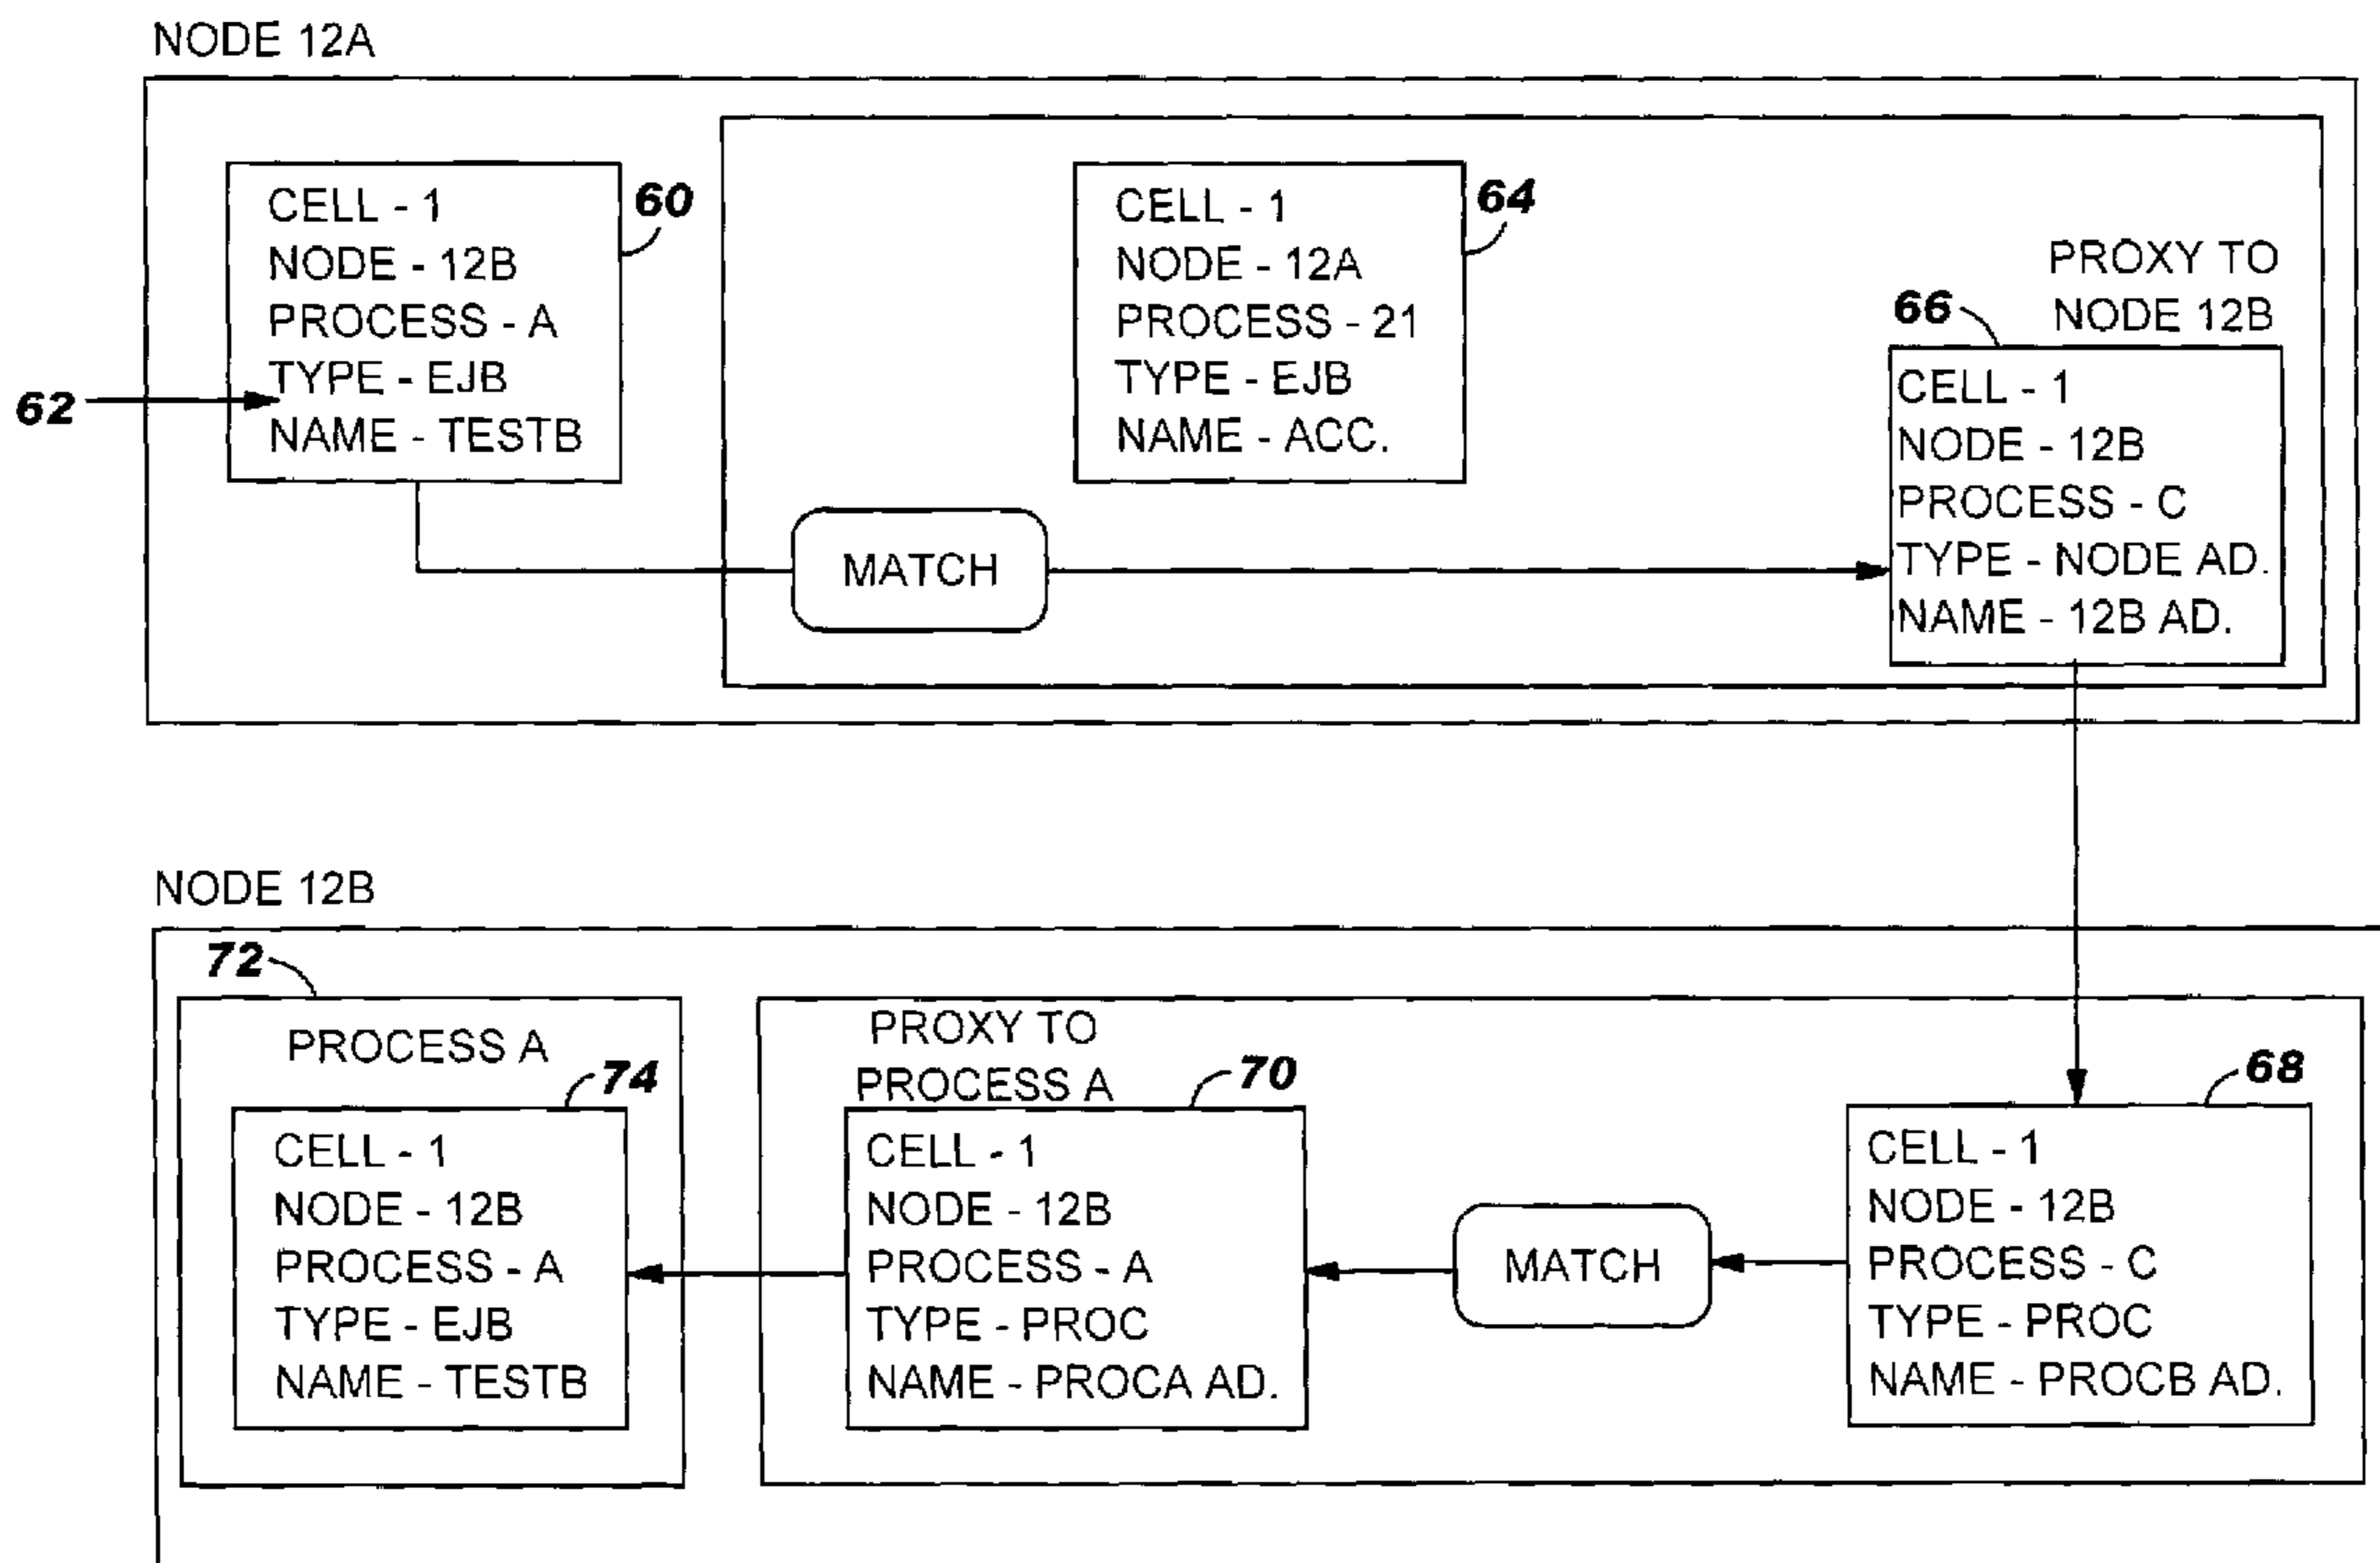 NODE 12A
CELL - 1
NODE - 12B
PROCESS - A
TYPE - EJB
NAME - TESTB
60
62
CELL - 1
NODE - 12A
PROCESS - 21
TYPE - EJB
NAME - ACC.
64
PROXY TO
NODE 12B
66
CELL - 1
NODE - 12B
PROCESS - C
TYPE - NODE AD.
NAME - 12B AD.
MATCH
NODE 12B
72
PROCESS A
74
CELL - 1
NODE - 12B
PROCESS - A
TYPE - EJB
NAME - TESTB
PROXY TO
PROCESS A
70
CELL - 1
NODE - 12B
PROCESS - A
TYPE - PROC
NAME - PROCA AD.
MATCH
68
CELL - 1
NODE - 12B
PROCESS - C
TYPE - PROC
NAME - PROCB AD.